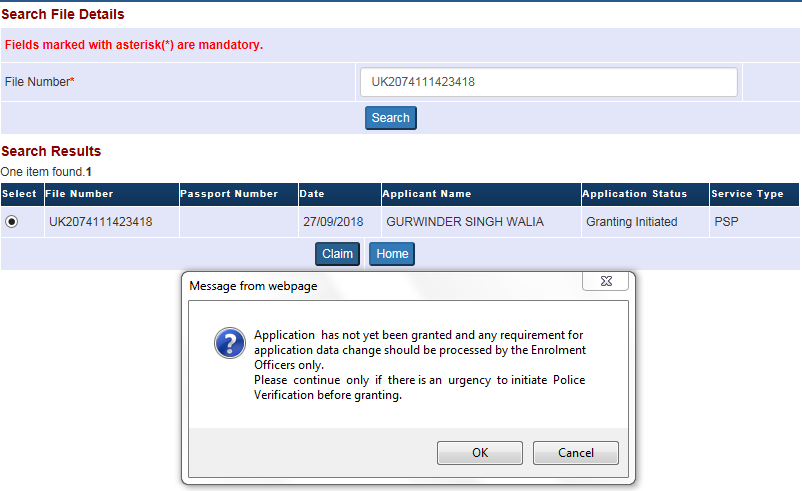 Search File Details
Fields marked with asterisk(*) are mandatory.
File Number* UK2074111423418
Search
Search Results
One item found.1
Select File Number Passport Number Date Applicant Name Application Status Service Type
UK2074111423418 27/09/2018 GURWINDER SINGH WALIA Granting Initiated PSP
Claim Home
Message from webpage
Application has not yet been granted and any requirement for
application data change should be processed by the Enrolment
Officers only.
Please continue only if there is an urgency to initiate Police
Verification before granting.
OK Cancel